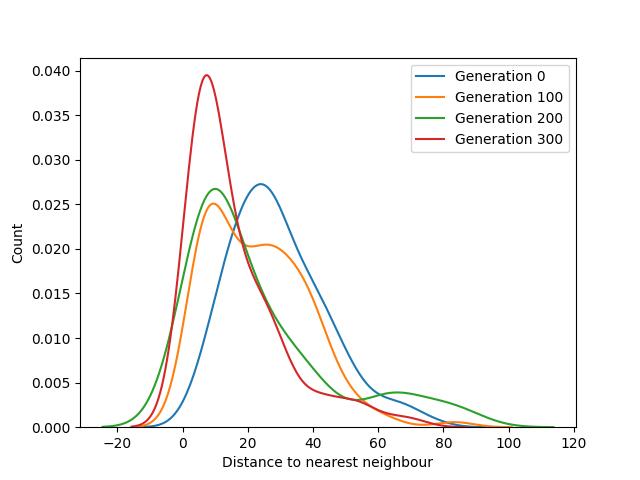 Generation 0
Generation 100
Generation 200
Generation 300
0.040
0.035
0.030
0.025
0.020
0.015
0.010
0.005
0.000
Count
−20 0 20 40 60 80 100 120
Distance to nearest neighbour